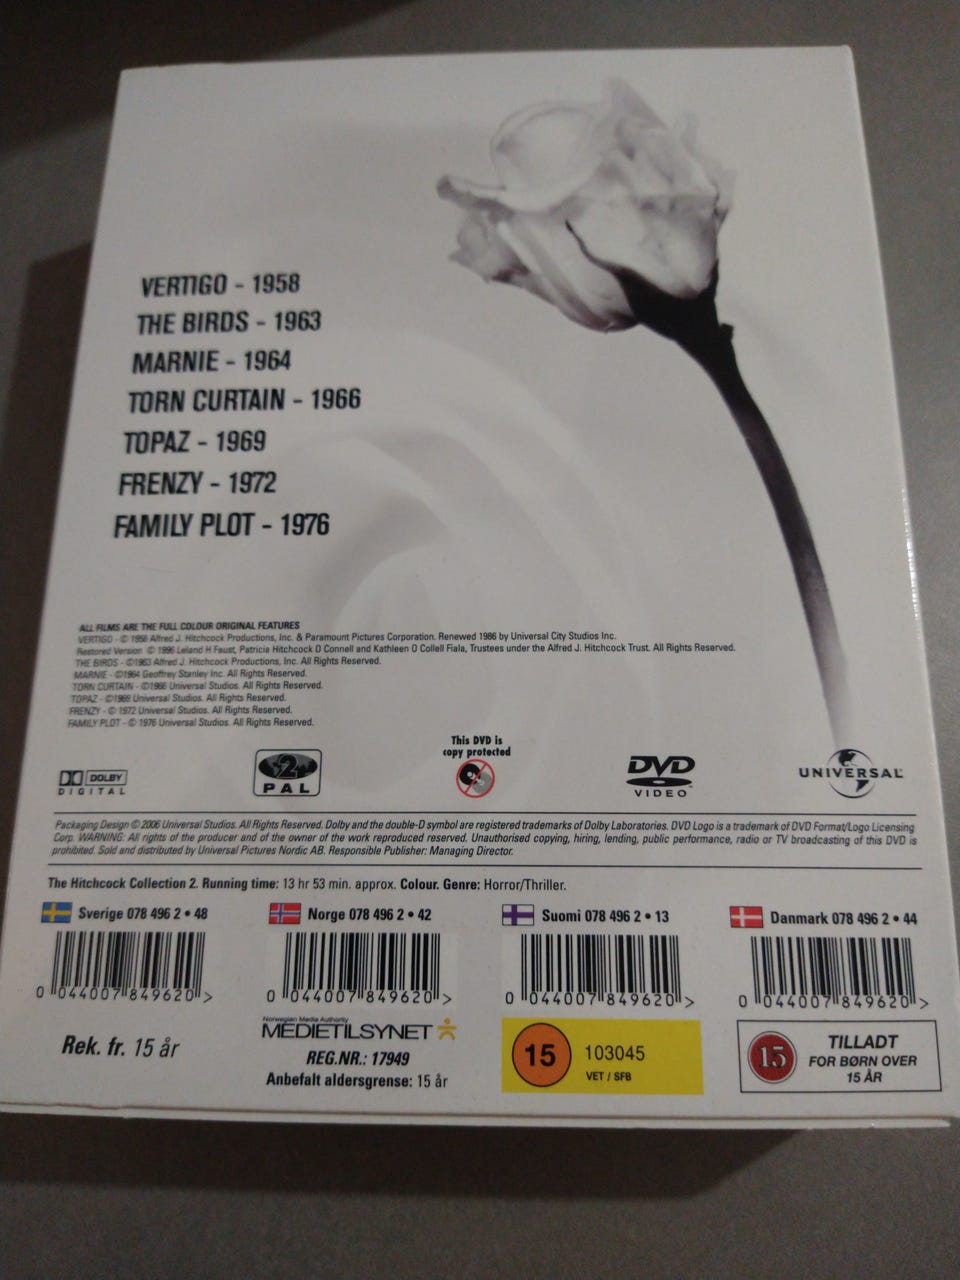 VERTIGO - 1958
THE BIRDS - 1963
MARNIE - 1964
TORN CURTAIN - 1966
TOPAZ - 1969
FRENZY - 1972
FAMILY PLOT - 1976
ALL FILMS ARE THE FULL COLOUR ORIGINAL FEATURES
VERTIGO - © 1958 Alfred J. Hitchcock Productions, Inc. & Paramount Pictures Corporation. Renewed 1986 by Universal City Studios Inc.
Restored Version © 1996 Leland H Faust, Patricia Hitchcock O Connell and Kathleen O Collell Fiala, Trustees under the Alfred J. Hitchcock Trust. All Rights Reserved.
THE BIRDS - ©1963 Alfred J. Hitchcock Productions, Inc. All Rights Reserved.
MARNIE - ©1964 Geoffrey Stanley Inc. All Rights Reserved.
TORN CURTAIN - ©1966 Universal Studios. All Rights Reserved.
TOPAZ - ©1969 Universal Studios. All Rights Reserved.
FRENZY - © 1972 Universal Studios. All Rights Reserved.
FAMILY PLOT - © 1976 Universal Studios. All Rights Reserved.
DOLBY
DIGITAL
2
PAL
This DVD is
copy protected
DVD
VIDEO
UNIVERSAL
Packaging Design © 2006 Universal Studios. All Rights Reserved. Dolby and the double-D symbol are registered trademarks of Dolby Laboratories. DVD Logo is a trademark of DVD Format/Logo Licensing
Corp. WARNING: All rights of the producer and of the owner of the work reproduced reserved. Unauthorised copying, hiring, lending, public performance, radio or TV broadcasting of this DVD is
prohibited. Sold and distributed by Universal Pictures Nordic AB. Responsible Publisher: Managing Director.
The Hitchcock Collection 2. Running time: 13 hr 53 min. approx. Colour. Genre: Horror/Thriller.
Sverige 078 496 2 • 48
Norge 078 496 2 • 42
Suomi 078 496 2 • 13
Danmark 078 496 2 • 44
0 044007 849620 >
0 044007 849620 >
0 044007 849620 >
0 044007 849620 >
Rek. fr. 15 år
Norwegian Media Authority
MEDIETILSYNET
REG.NR.: 17949
Anbefalt aldersgrense: 15 år
15
103045
VET / SFB
15
TILLADT
FOR BØRN OVER
15 ÅR